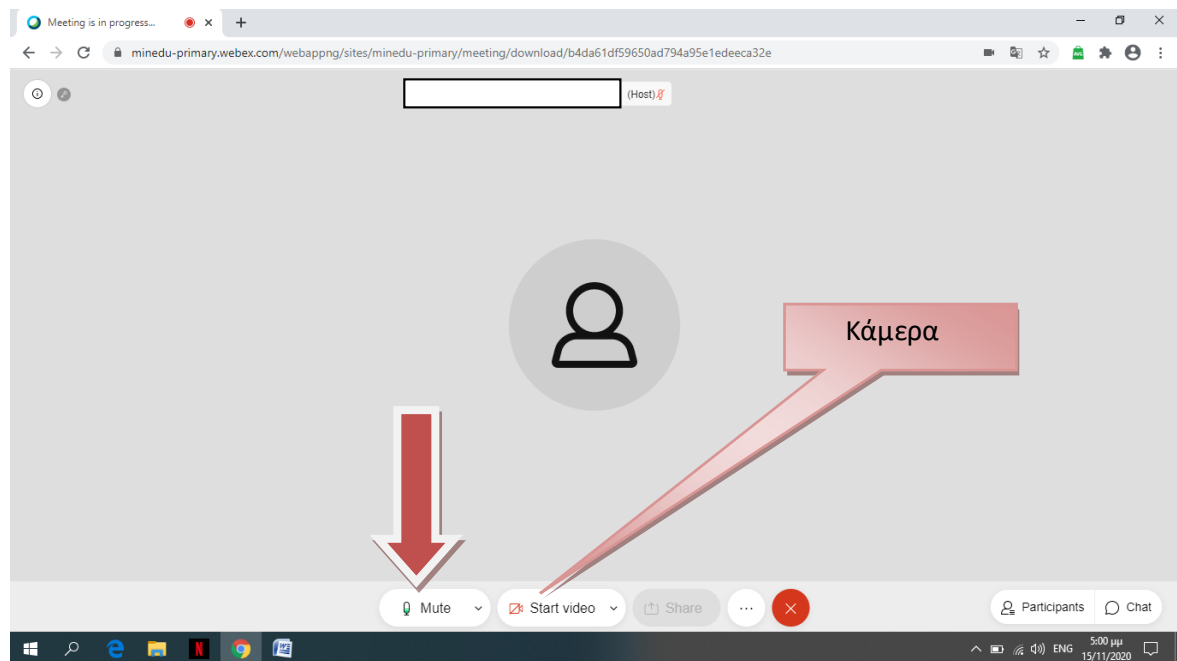 Meeting is in progress...
minedu-primary.webex.com/webappng/sites/minedu-primary/meeting/download/b4da61df59650ad794a95e1edeeca32e
(Host)
Κάμερα
Mute
Start video
Share
Participants
Chat
ENG
5:00 μμ
15/11/2020